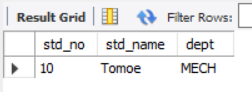 Result Grid Filter Rows:
std_no std_name dept
10 Tomoe MECH